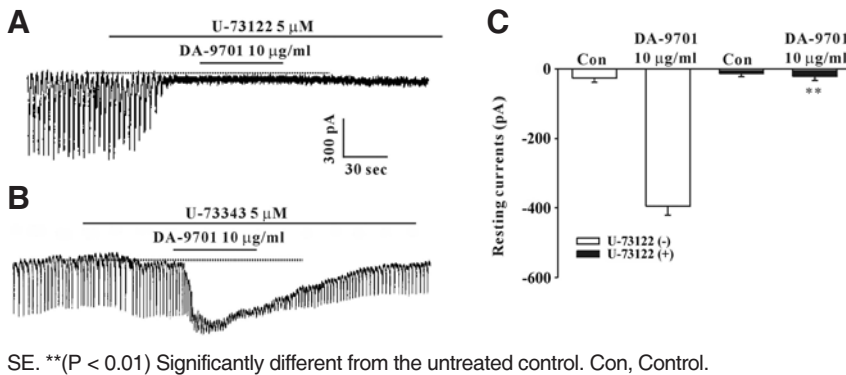 A
U-73122 5 μM
DA-9701 10 μg/ml
300 pA
30 sec
B
U-73343 5 μM
DA-9701 10 μg/ml
C
DA-9701 DA-9701
Con 10 μg/ml Con 10 μg/ml
0
-200
-400
-600
Resting currents (pA)
**
U-73122 (-)
U-73122 (+)
SE. **(P < 0.01) Significantly different from the untreated control. Con, Control.